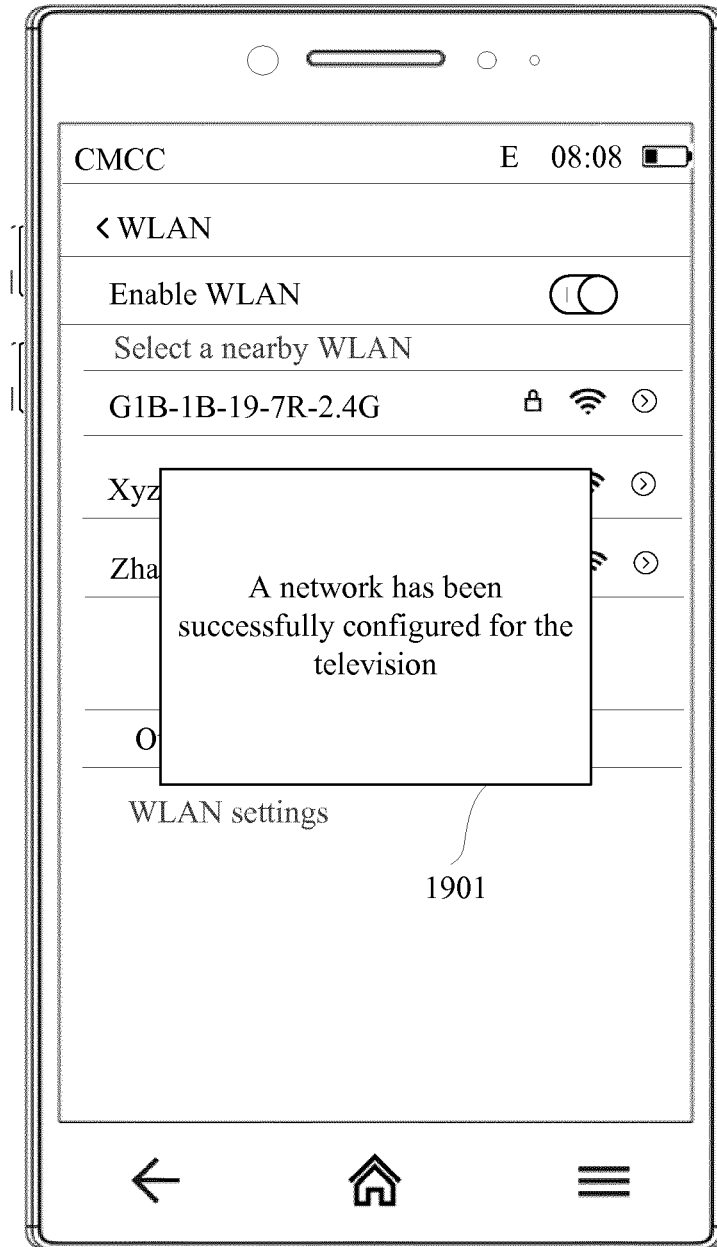 CMCC E 08:08
WLAN
Enable WLAN
Select a nearby WLAN
G1B-1B-19-7R-2.4G
Xyz
Zha
A network has been
successfully configured for the
television
O
WLAN settings
1901